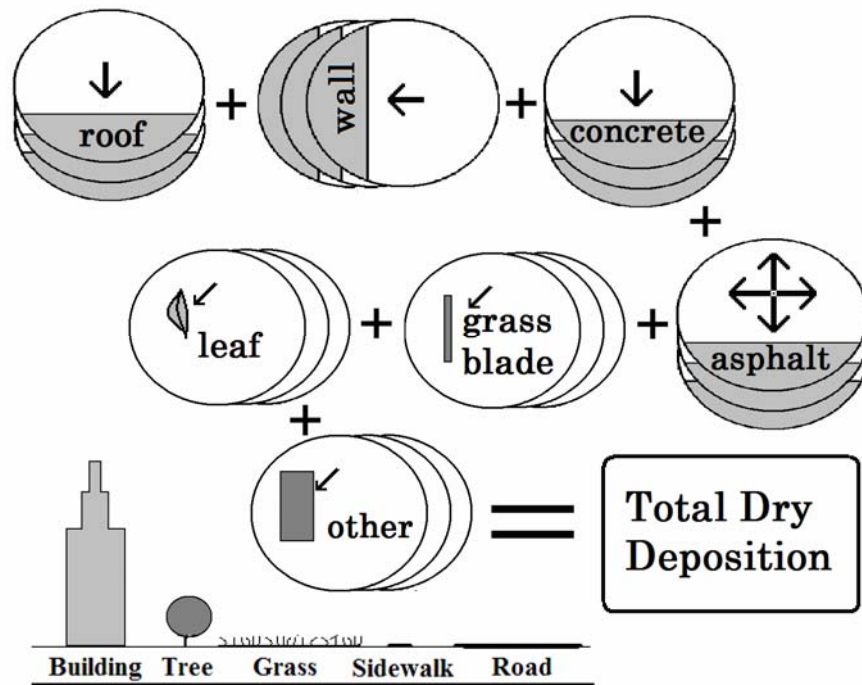 roof
+
wall
+
concrete
+
leaf
+
grass
blade
+
asphalt
+
other
=
Total Dry
Deposition
Building Tree Grass Sidewalk Road